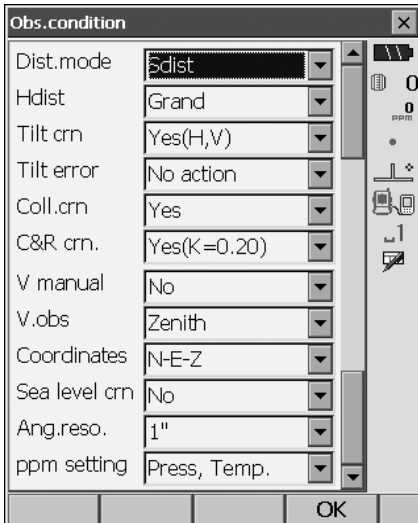 Obs.condition
Dist.mode Sdist
Hdist Grand
Tilt crn Yes(H,V)
Tilt error No action
Coll.crn Yes
C&R crn. Yes(K=0.20)
V manual No
V.obs Zenith
Coordinates N-E-Z
Sea level crn No
Ang.reso. 1"
ppm setting Press, Temp.
OK
0
0
ppm
1